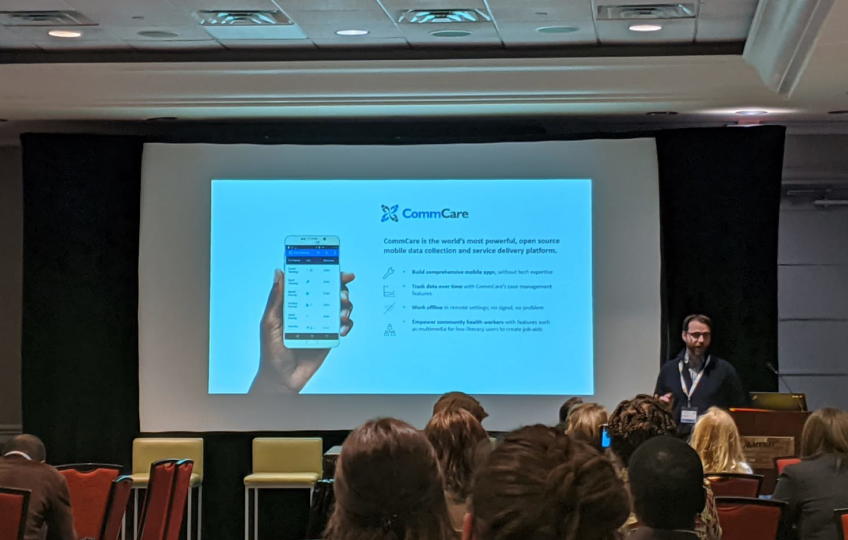 CommCare
CommCare is the world's most powerful, open source
mobile data collection and service delivery platform.
• Build comprehensive mobile apps, without tech expertise
• Track data over time with CommCare's case management
features
• Work offline in remote settings; no signal, no problem
• Empower community health workers with features such
as multimedia for low-literacy users to create job-aids